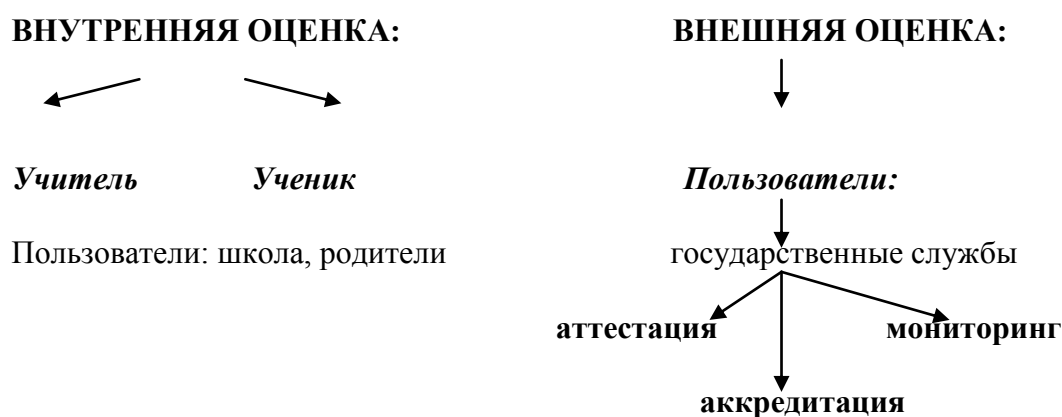 ВНУТРЕННЯЯ ОЦЕНКА:
ВНЕШНЯЯ ОЦЕНКА:
Учитель
Ученик
Пользователи:
Пользователи: школа, родители
государственные службы
аттестация
мониторинг
аккредитация